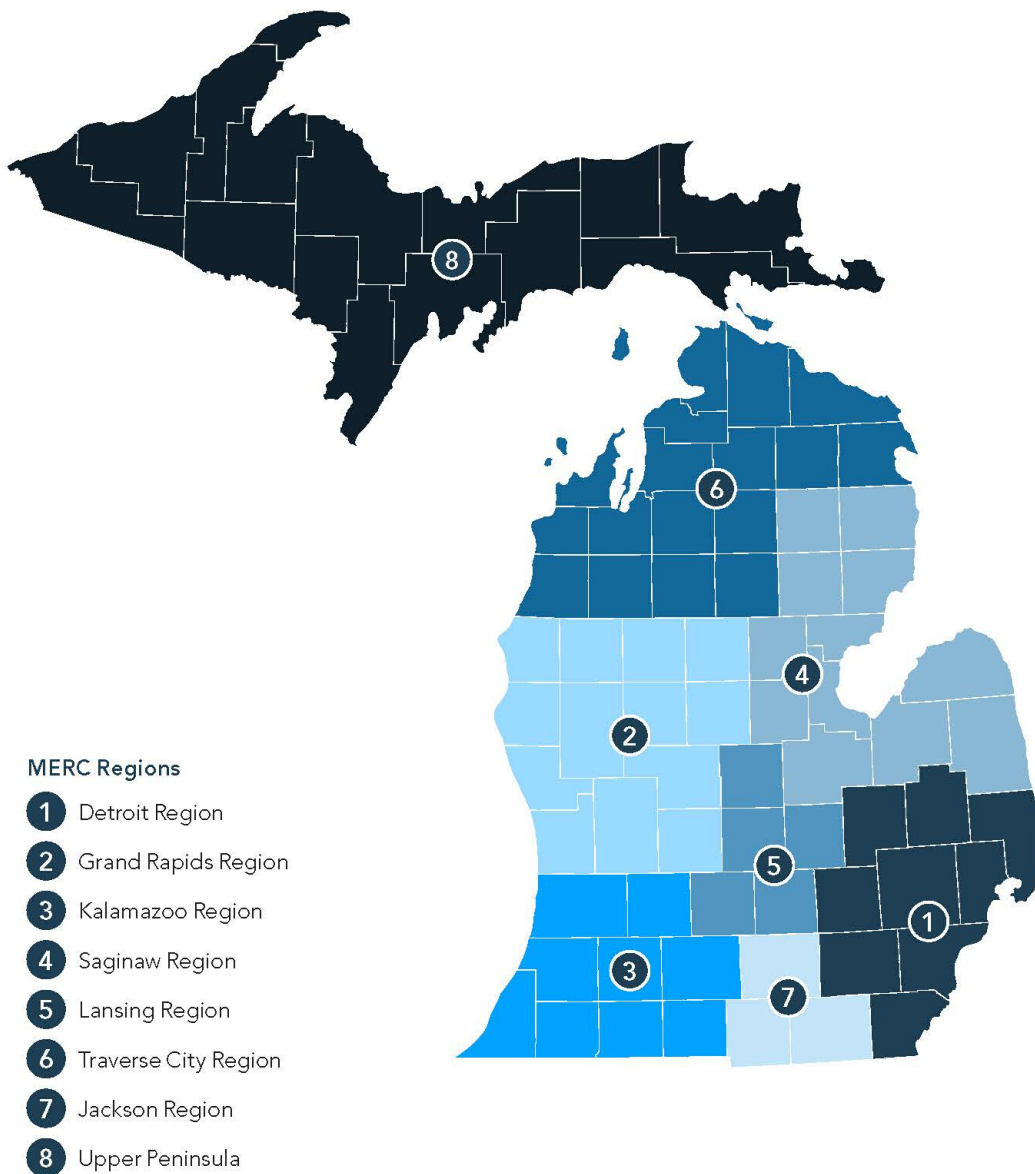 8
6
4
2
5
1
3
7
MERC Regions
1 Detroit Region
2 Grand Rapids Region
3 Kalamazoo Region
4 Saginaw Region
5 Lansing Region
6 Traverse City Region
7 Jackson Region
8 Upper Peninsula